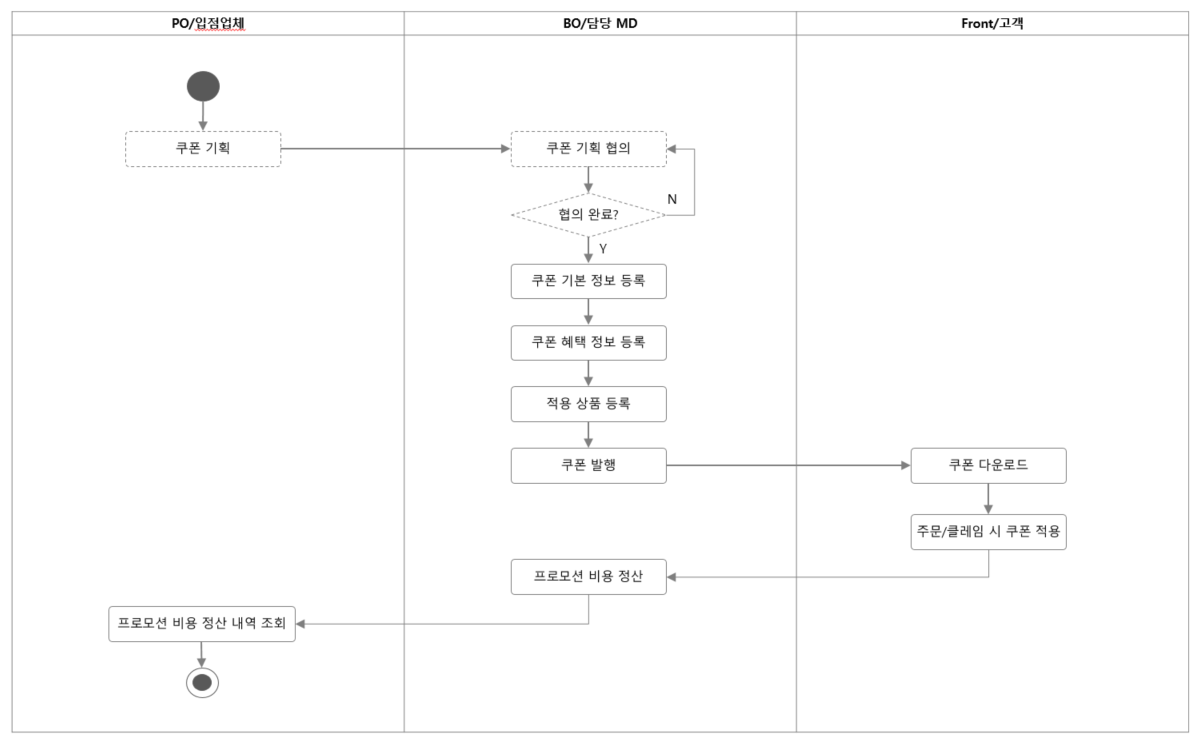 PO/입점업체
BO/담당 MD
Front/고객
쿠폰 기획
쿠폰 기획 협의
협의 완료?
N
Y
쿠폰 기본 정보 등록
쿠폰 혜택 정보 등록
적용 상품 등록
쿠폰 발행
쿠폰 다운로드
주문/클레임 시 쿠폰 적용
프로모션 비용 정산
프로모션 비용 정산 내역 조회